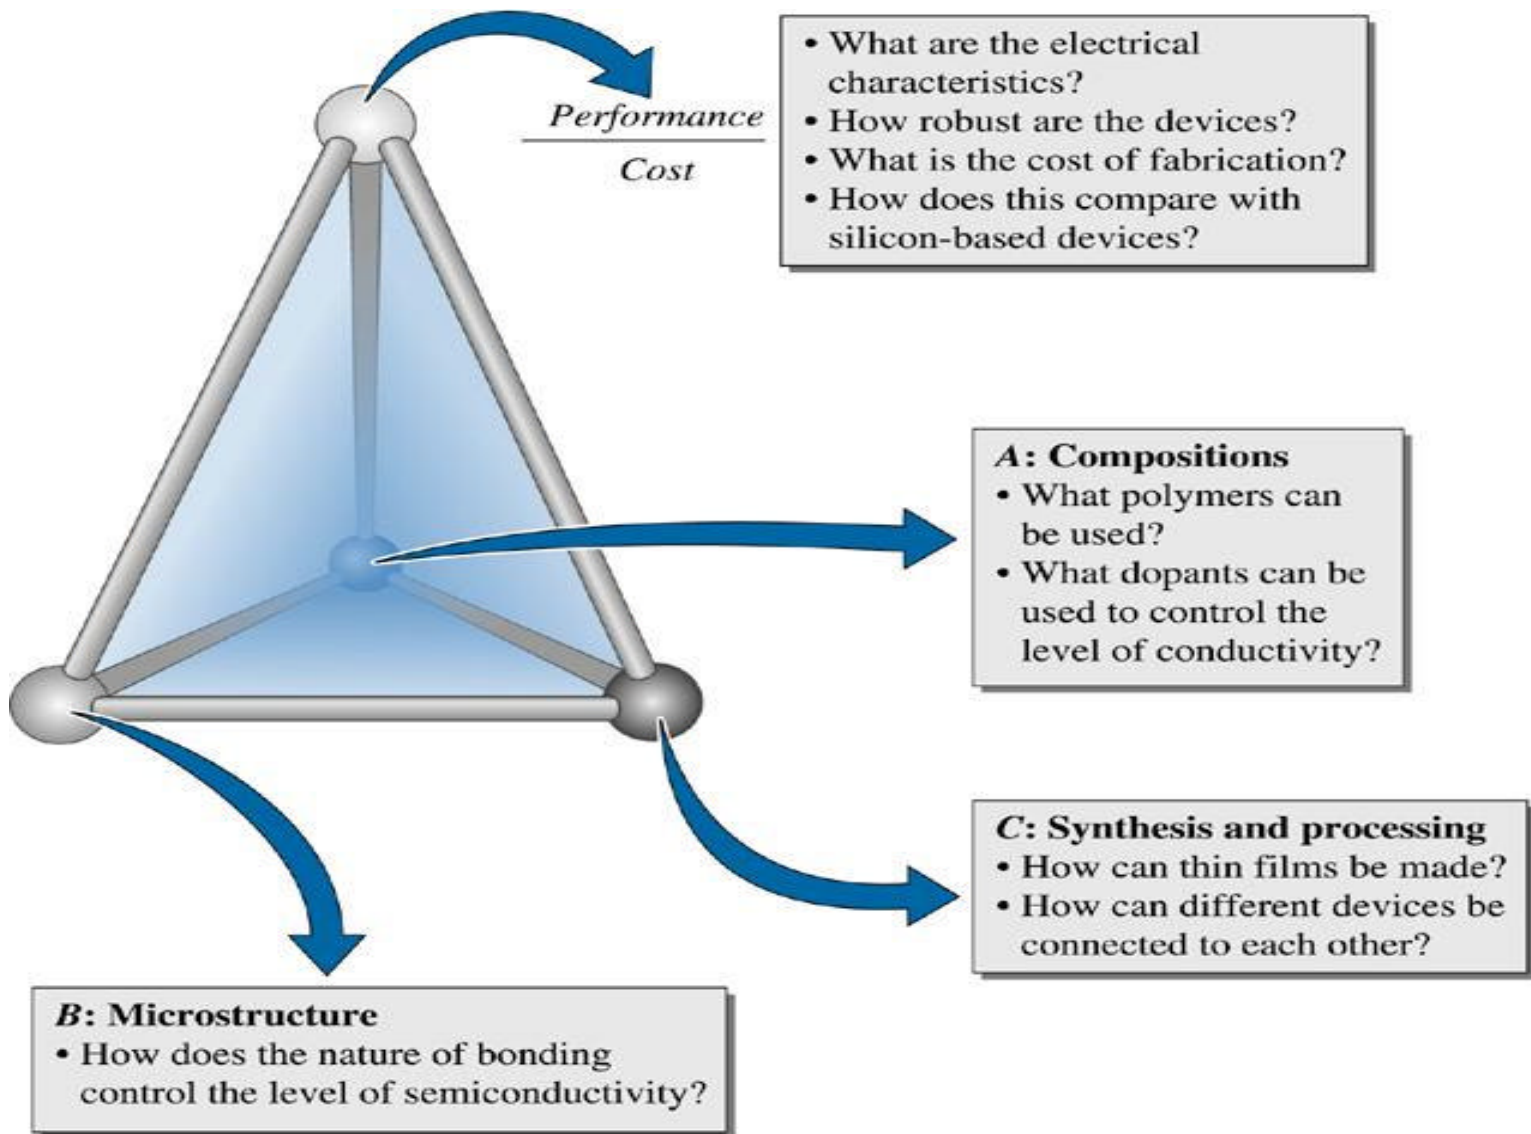 Performance
Cost
• What are the electrical
characteristics?
• How robust are the devices?
• What is the cost of fabrication?
• How does this compare with
silicon-based devices?
A: Compositions
• What polymers can
be used?
• What dopants can be
used to control the
level of conductivity?
C: Synthesis and processing
• How can thin films be made?
• How can different devices be
connected to each other?
B: Microstructure
• How does the nature of bonding
control the level of semiconductivity?